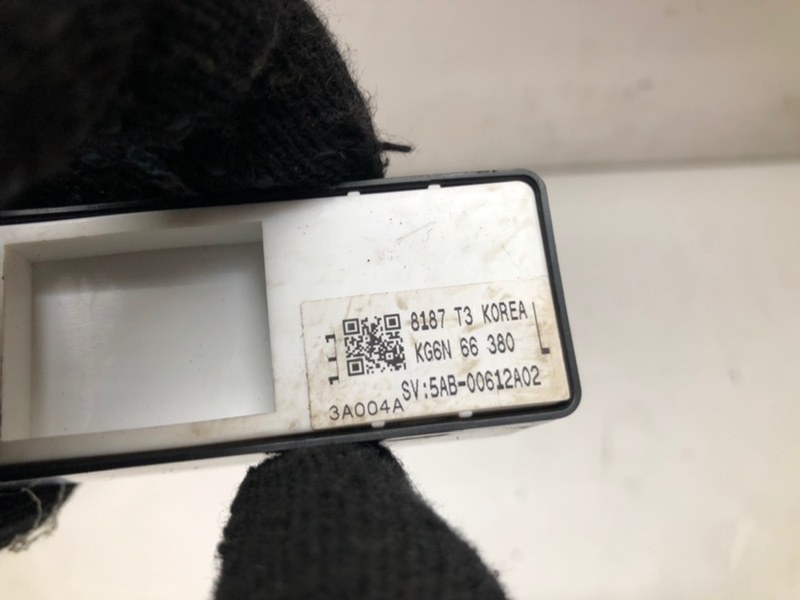 8187 T3 KOREA
KG6N 66 380
SV:5AB-00612A02
3A004A